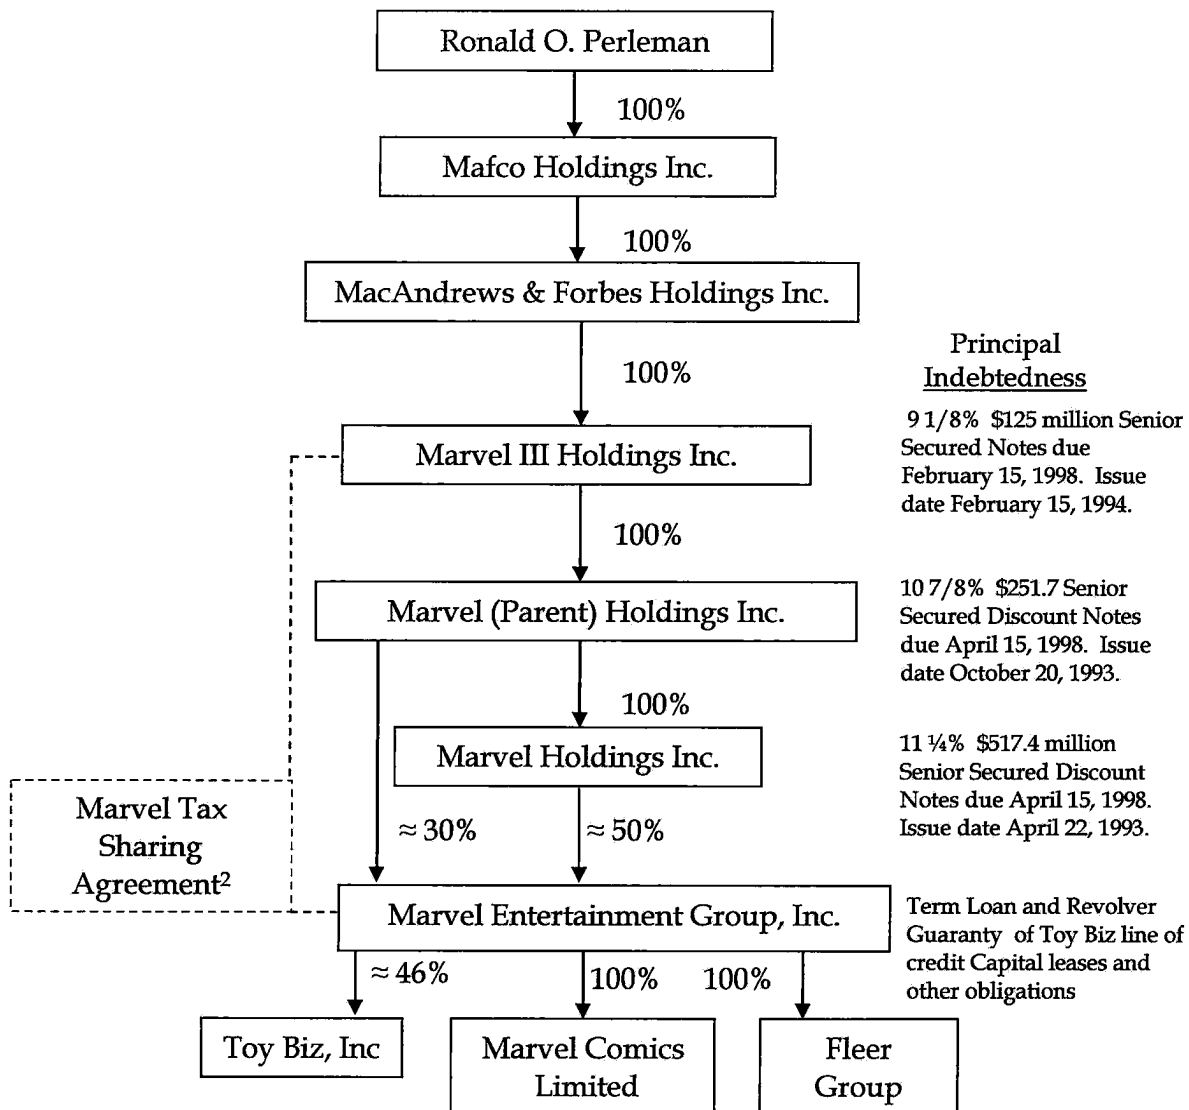 Ronald O. Perleman
100%
Mafco Holdings Inc.
100%
MacAndrews & Forbes Holdings Inc.
100%
Principal
Indebtedness
Marvel III Holdings Inc.
9 1/8% $125 million Senior
Secured Notes due
February 15, 1998. Issue
date February 15, 1994.
100%
Marvel (Parent) Holdings Inc.
10 7/8% $251.7 Senior
Secured Discount Notes
due April 15, 1998. Issue
date October 20, 1993.
100%
Marvel Holdings Inc.
11 ¼% $517.4 million
Senior Secured Discount
Notes due April 15, 1998.
Issue date April 22, 1993.
Marvel Tax
Sharing
Agreement²
≈ 30%
≈ 50%
Marvel Entertainment Group, Inc.
Term Loan and Revolver
Guaranty of Toy Biz line of
credit Capital leases and
other obligations
≈ 46%
100%
100%
Toy Biz, Inc
Marvel Comics
Limited
Fleer
Group